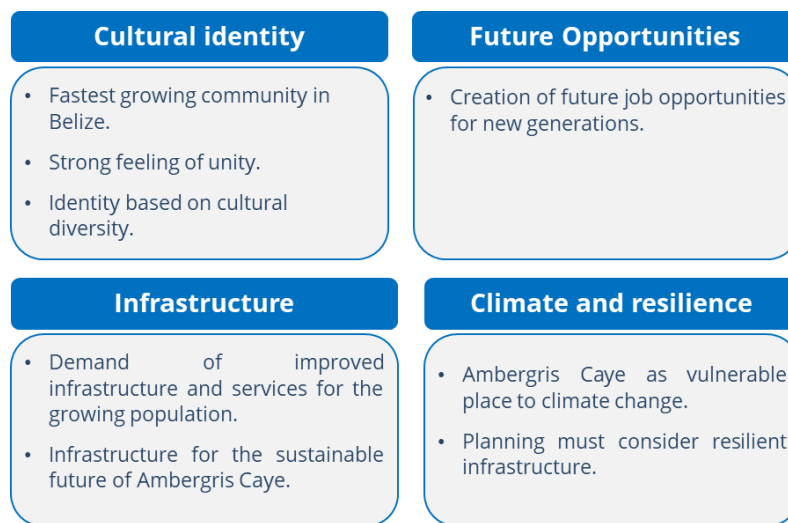 Cultural identity
• Fastest growing community in
Belize.
• Strong feeling of unity.
• Identity based on cultural
diversity.
Future Opportunities
• Creation of future job opportunities
for new generations.
Infrastructure
• Demand of improved
infrastructure and services for the
growing population.
• Infrastructure for the sustainable
future of Ambergris Caye.
Climate and resilience
• Ambergris Caye as vulnerable
place to climate change.
• Planning must consider resilient
infrastructure.